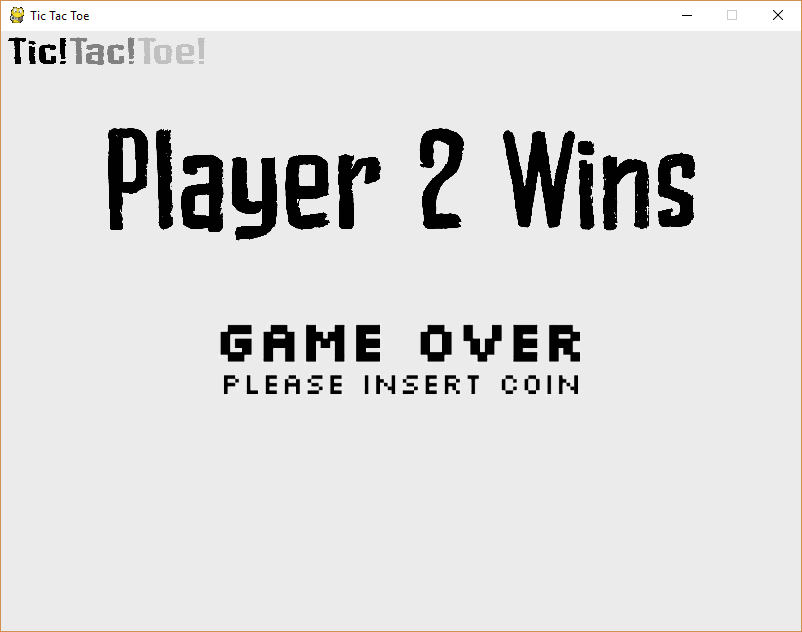 Tic Tac Toe
Tic!Tac!Toe!
Player 2 Wins
GAME OVER
PLEASE INSERT COIN